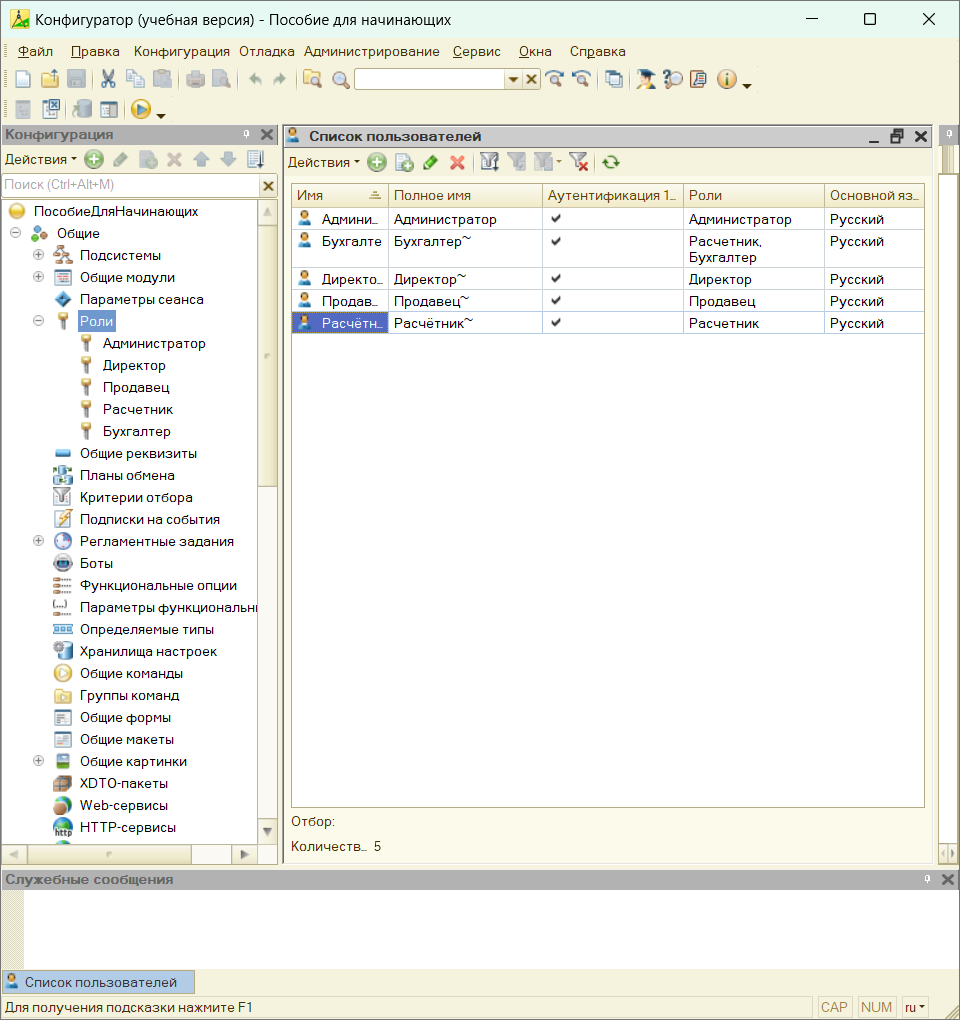 Конфигуратор (учебная версия) - Пособие для начинающих
Файл Правка Конфигурация Отладка Администрирование Сервис Окна Справка
Конфигурация
Действия
Поиск (Ctrl+Alt+M)
ПособиеДляНачинающих
Общие
Подсистемы
Общие модули
Параметры сеанса
Роли
Администратор
Директор
Продавец
Расчетник
Бухгалтер
Общие реквизиты
Планы обмена
Критерии отбора
Подписки на события
Регламентные задания
Боты
Функциональные опции
Параметры функциональн
Определяемые типы
Хранилища настроек
Общие команды
Группы команд
Общие формы
Общие макеты
Общие картинки
XDTO-пакеты
Web-сервисы
http HTTP-сервисы
Список пользователей
Действия
Имя Полное имя Аутентификация 1... Роли Основной яз...
Админи... Администратор Администратор Русский
Бухгалте Бухгалтер~ Расчетник, Русский
Бухгалтер
Директо... Директор~ Директор Русский
Продав... Продавец~ Продавец Русский
Расчётн... Расчётник~ Расчетник Русский
Отбор:
Количеств... 5
Служебные сообщения
Список пользователей
Для получения подсказки нажмите F1 CAP NUM ru